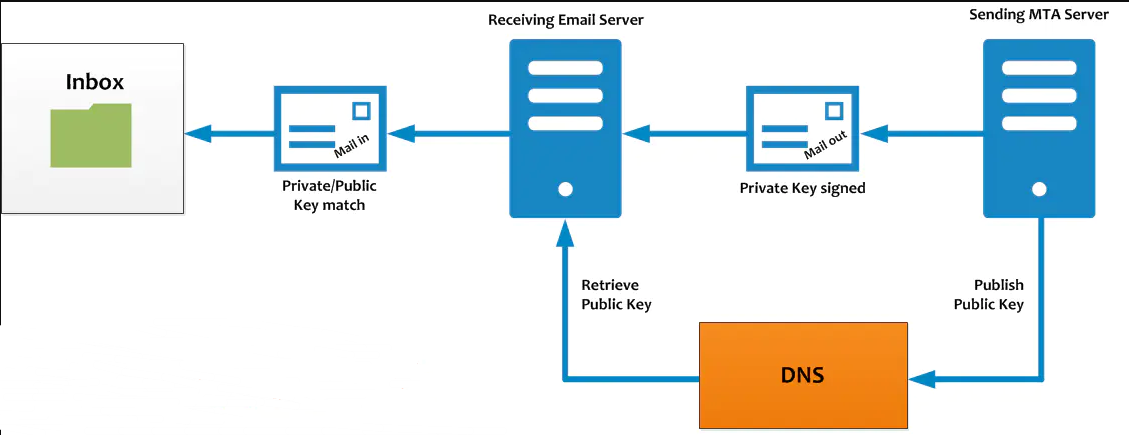 Receiving Email Server
Sending MTA Server
Inbox
Mail in
Mail out
Private/Public
Key match
Private Key signed
Retrieve
Public Key
Publish
Public Key
DNS